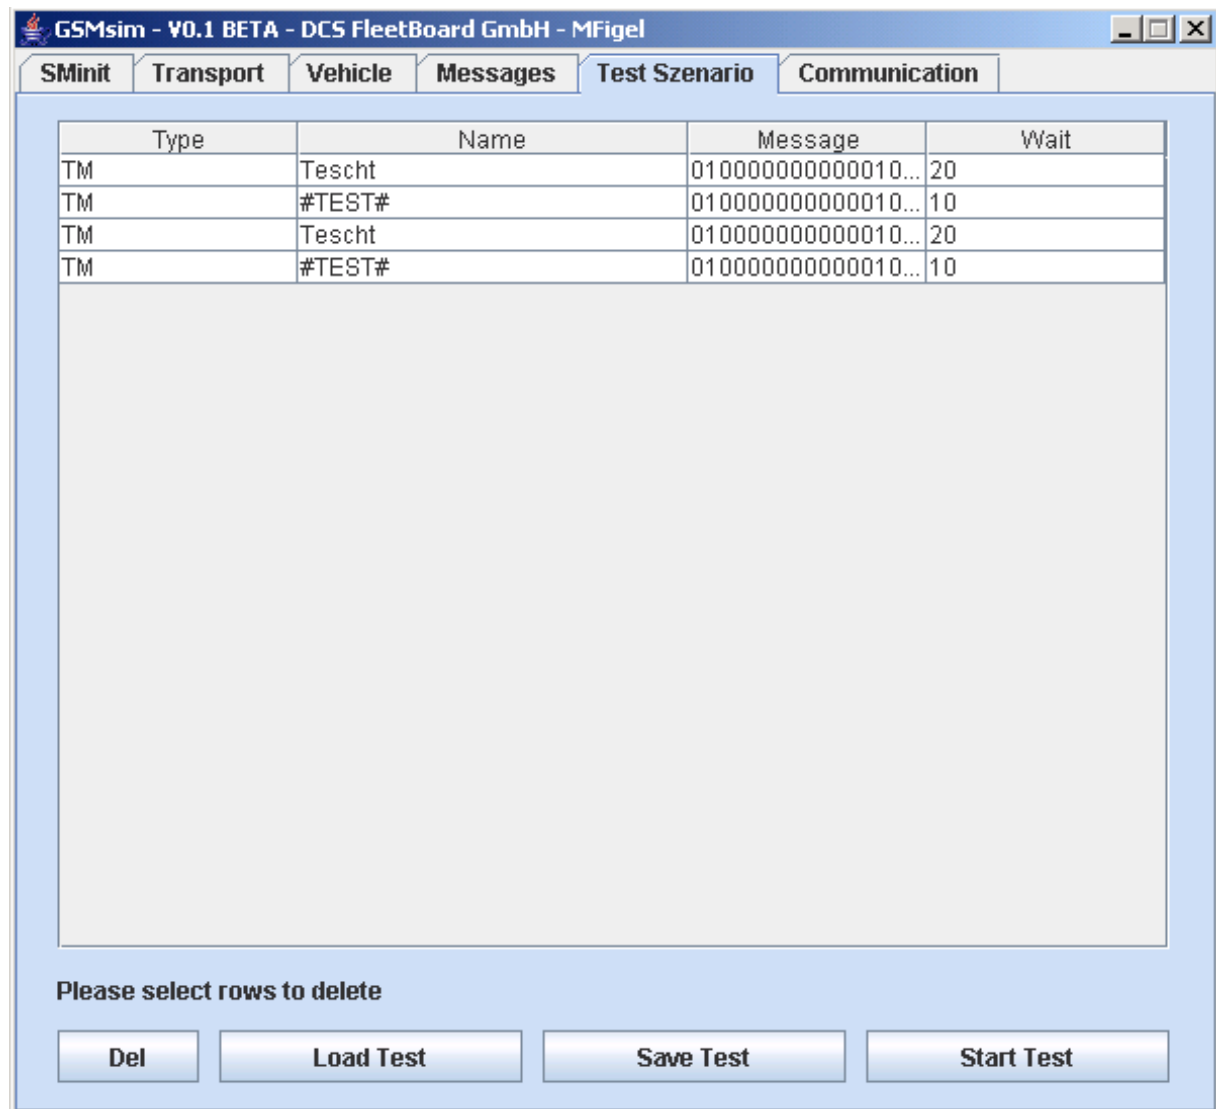 GSMsim - V0.1 BETA - DCS FleetBoard GmbH - MFigel
SMinit Transport Vehicle Messages Test Szenario Communication
Type Name Message Wait
TM Tescht 010000000000010... 20
TM #TEST# 010000000000010... 10
TM Tescht 010000000000010... 20
TM #TEST# 010000000000010... 10
Please select rows to delete
Del Load Test Save Test Start Test